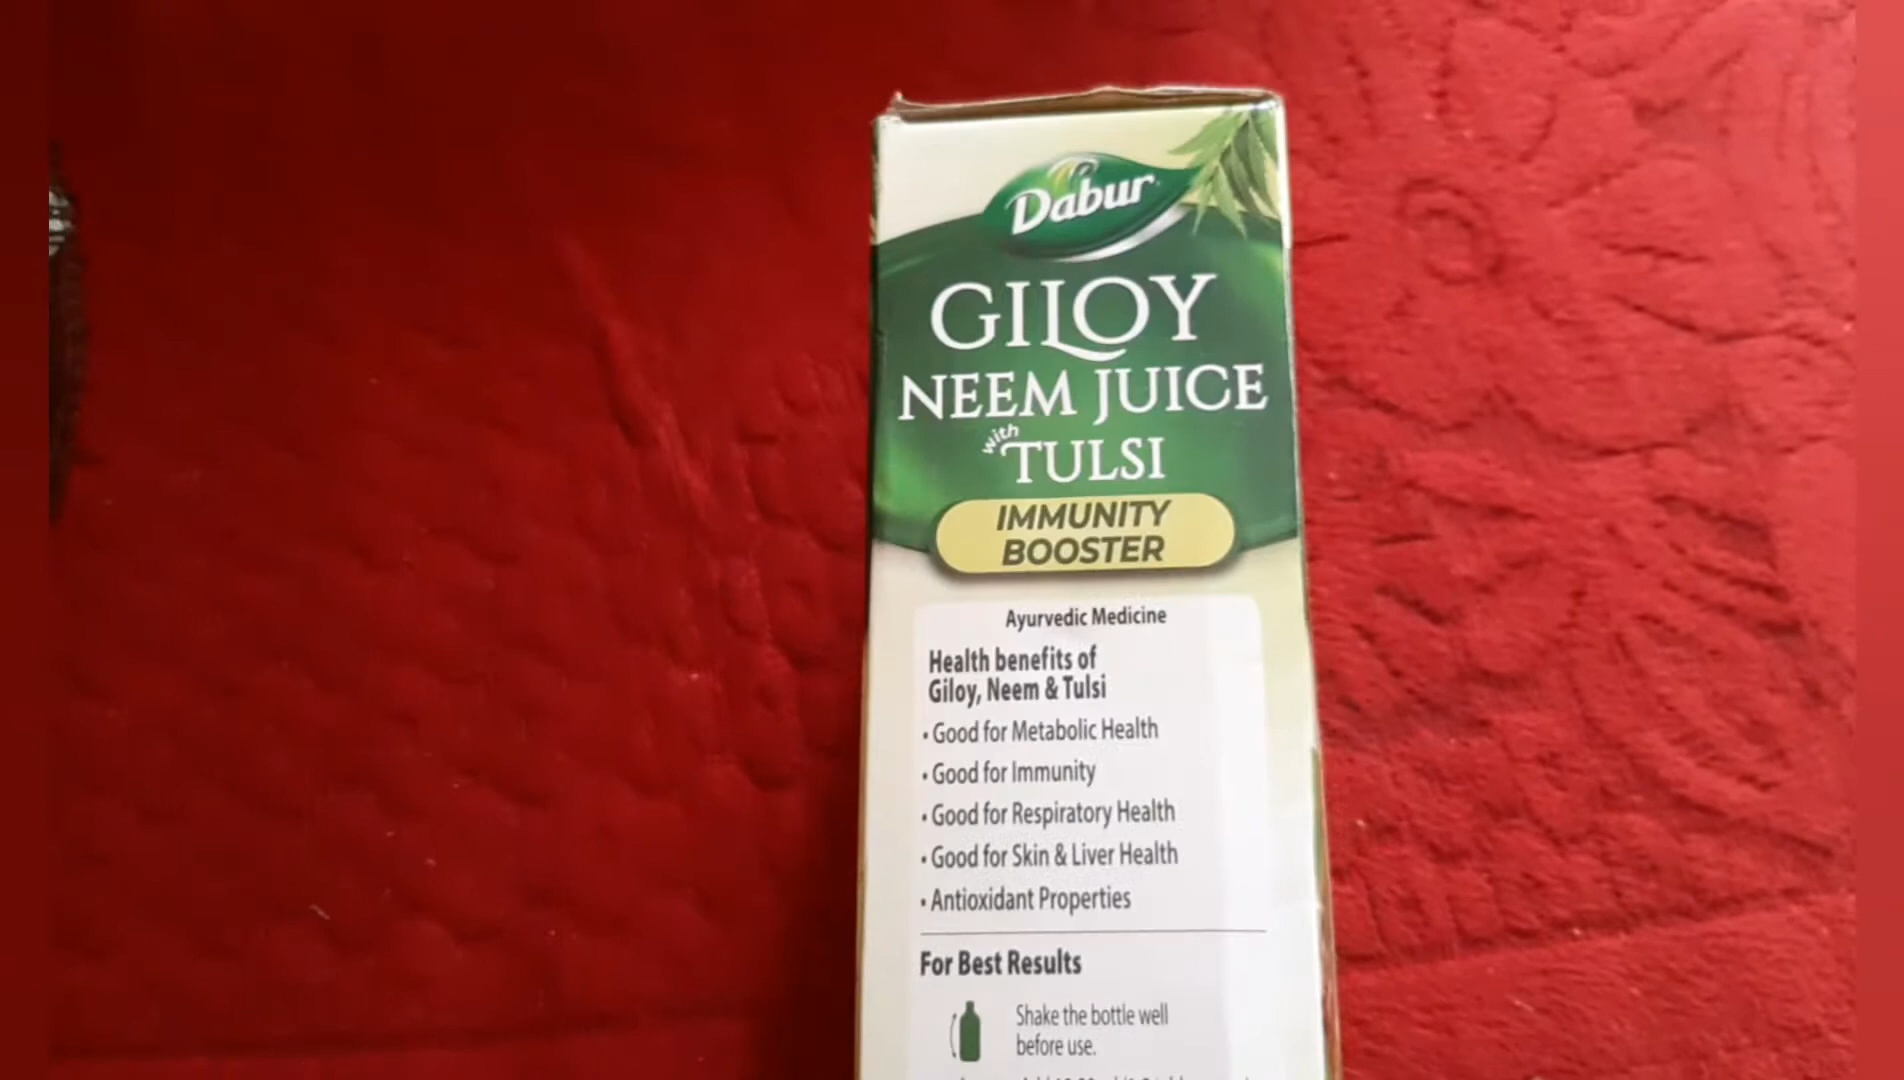 Dabur
GILOY
NEEM JUICE
with TULSI
IMMUNITY
BOOSTER
Ayurvedic Medicine
Health benefits of
Giloy, Neem & Tulsi
• Good for Metabolic Health
• Good for Immunity
• Good for Respiratory Health
• Good for Skin & Liver Health
• Antioxidant Properties
For Best Results
Shake the bottle well
before use.